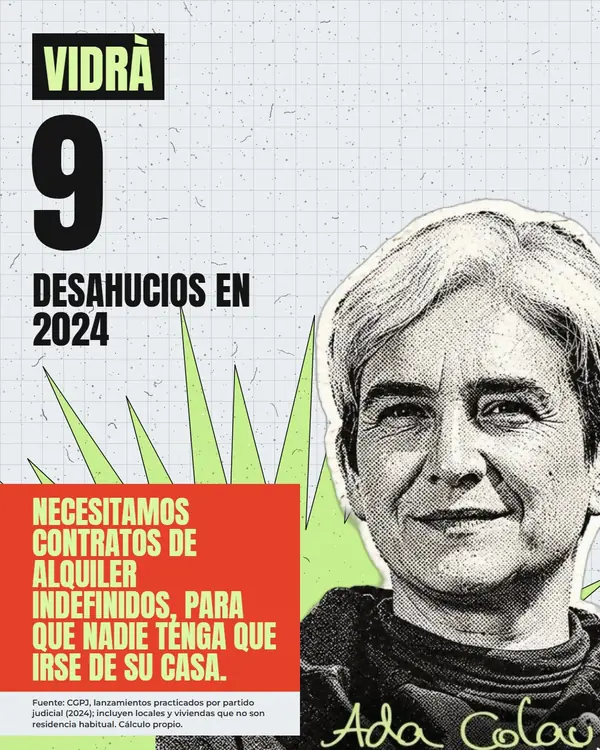 VIDRÀ
9
DESAHUCIOS EN
2024
NECESITAMOS
CONTRATOS DE
ALQUILER
INDEFINIDOS, PARA
QUE NADIE TENGA QUE
IRSE DE SU CASA.
Fuente: CGPJ, lanzamientos practicados por partido
judicial (2024); incluyen locales y viviendas que no son
residencia habitual. Cálculo propio.
Ada Colau